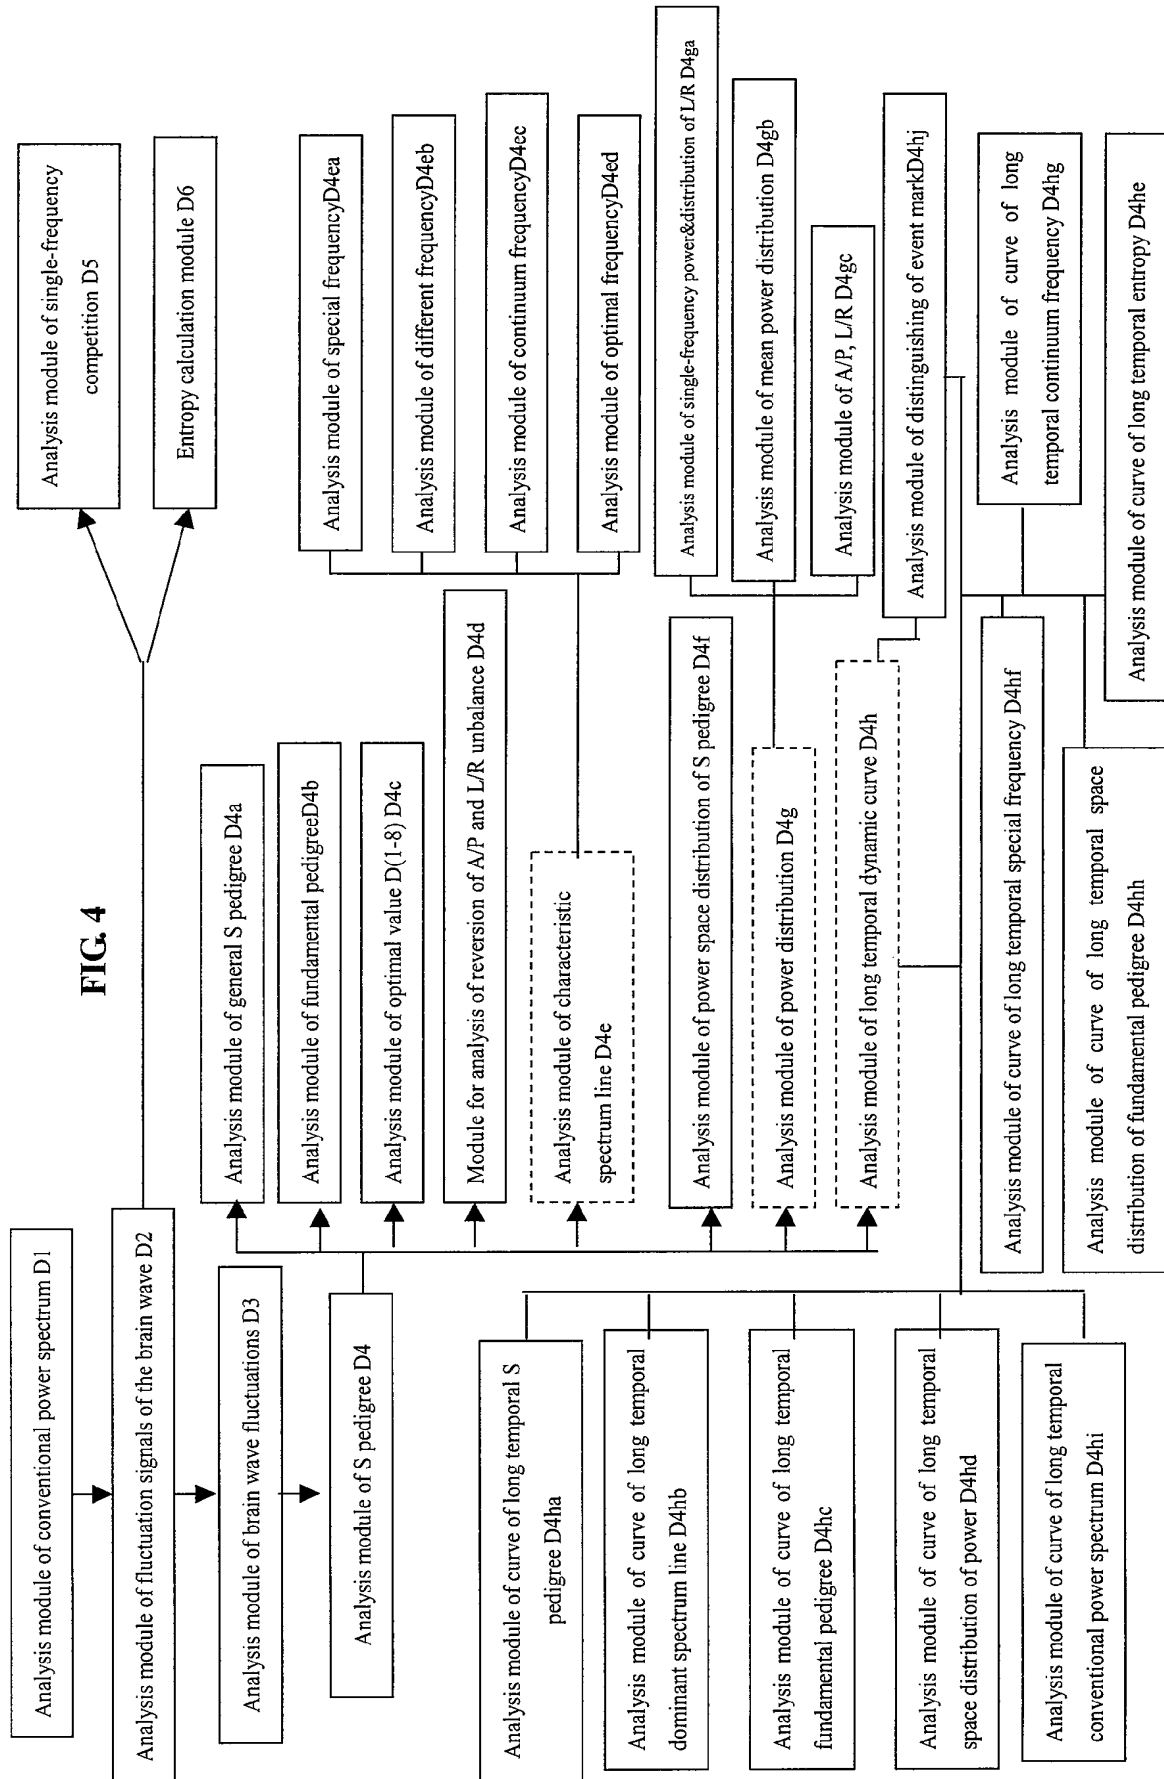 FIG. 4
Analysis module of conventional power spectrum D1
Analysis module of fluctuation signals of the brain wave D2
Analysis module of brain wave fluctuations D3
Analysis module of S pedigree D4
Analysis module of single-frequency
competition D5
Entropy calculation module D6
Analysis module of general S pedigree D4a
Analysis module of fundamental pedigreeD4b
Analysis module of optimal value D(1-8) D4c
Module for analysis of reversion of A/P and L/R unbalance D4d
Analysis module of characteristic
spectrum line D4e
Analysis module of power space distribution of S pedigree D4f
Analysis module of power distribution D4g
Analysis module of long temporal dynamic curve D4h
Analysis module of special frequencyD4ea
Analysis module of different frequencyD4eb
Analysis module of continuum frequencyD4ec
Analysis module of optimal frequencyD4ed
Analysis module of single-frequency power&distribution of L/R D4ga
Analysis module of mean power distribution D4gb
Analysis module of A/P, L/R D4gc
Analysis module of distinguishing of event markD4hj
Analysis module of curve of long temporal S
pedigree D4ha
Analysis module of curve of long temporal
dominant spectrum line D4hb
Analysis module of curve of long temporal
fundamental pedigree D4hc
Analysis module of curve of long temporal
space distribution of power D4hd
Analysis module of curve of long temporal
conventional power spectrum D4hi
Analysis module of curve of long temporal special frequency D4hf
Analysis module of curve of long temporal space
distribution of fundamental pedigree D4hh
Analysis module of curve of long
temporal continuum frequency D4hg
Analysis module of curve of long temporal entropy D4he